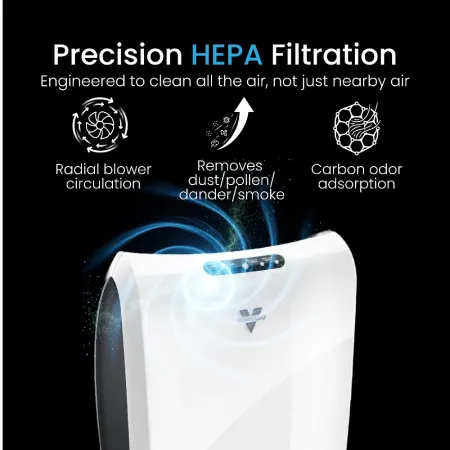 Precision HEPA Filtration
Engineered to clean all the air, not just nearby air
Radial blower
circulation
Removes
dust/pollen/
dander/smoke
Carbon odor
adsorption